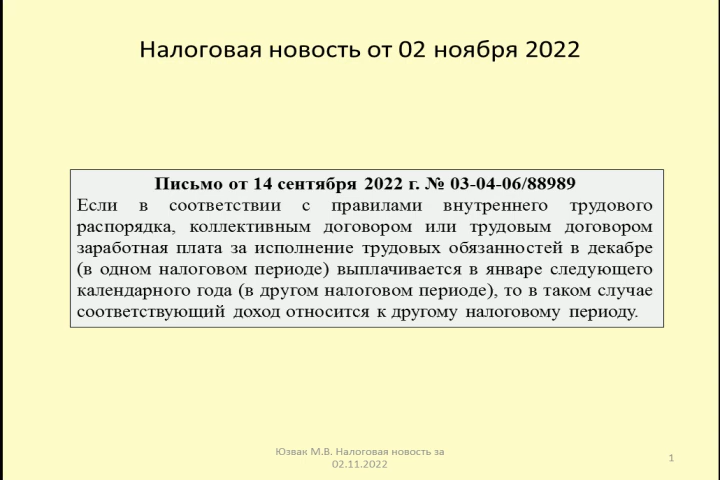 Налоговая новость от 02 ноября 2022
Письмо от 14 сентября 2022 г. № 03-04-06/88989
Если в соответствии с правилами внутреннего трудового
распорядка, коллективным договором или трудовым договором
заработная плата за исполнение трудовых обязанностей в декабре
(в одном налоговом периоде) выплачивается в январе следующего
календарного года (в другом налоговом периоде), то в таком случае
соответствующий доход относится к другому налоговому периоду.
Юзвак М.В. Налоговая новость за
02.11.2022
1